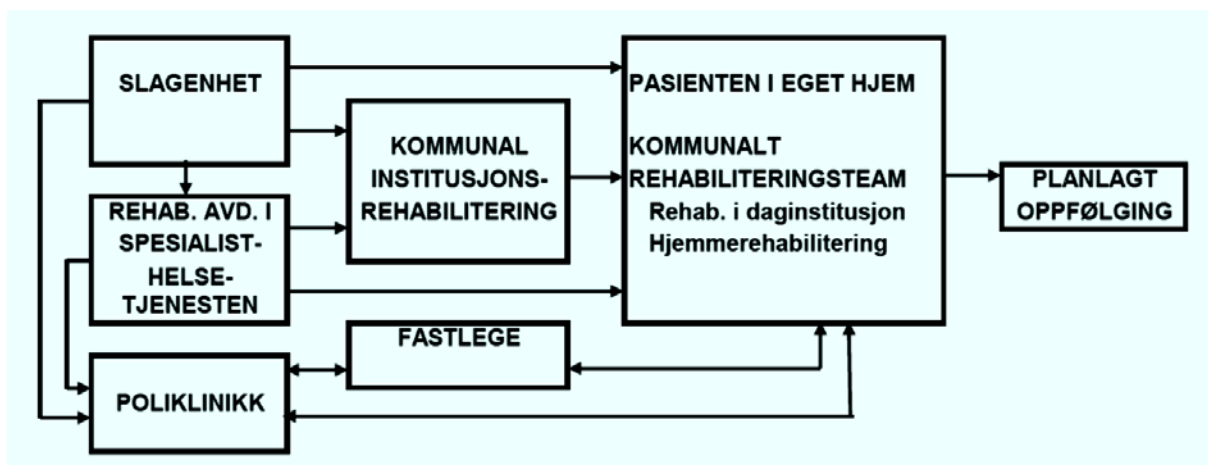 SLAGENHET
REHAB. AVD. I
SPESIALIST-
HELSE-
TJENESTEN
POLIKLINIKK
KOMMUNAL
INSTITUSJONS-
REHABILITERING
FASTLEGE
PASIENTEN I EGET HJEM
KOMMUNALT
REHABILITERINGSTEAM
Rehab. i daginstitusjon
Hjemmerehabilitering
PLANLAGT
OPPFØLGING